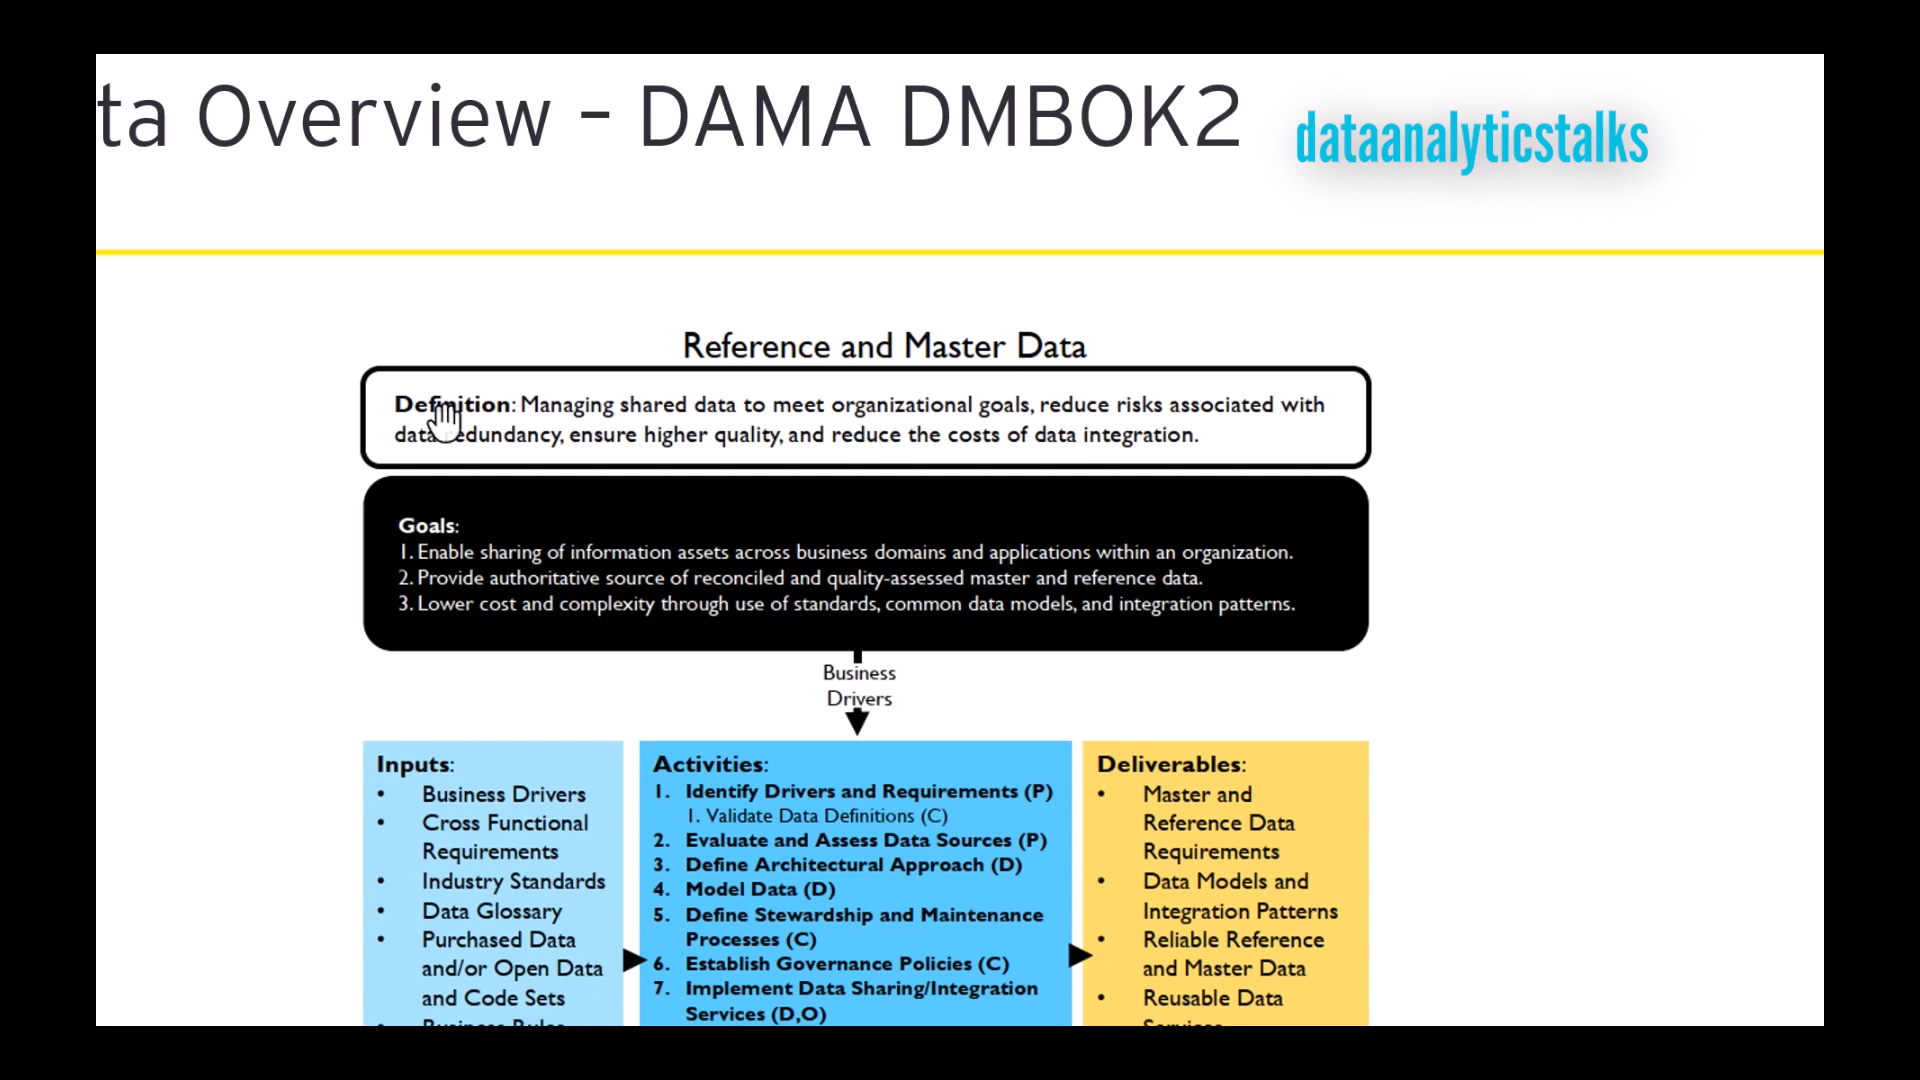 ta Overview - DAMA DMBOK2
dataanalyticstalks
Reference and Master Data
Definition: Managing shared data to meet organizational goals, reduce risks associated with
data redundancy, ensure higher quality, and reduce the costs of data integration.
Goals:
1. Enable sharing of information assets across business domains and applications within an organization.
2. Provide authoritative source of reconciled and quality-assessed master and reference data.
3. Lower cost and complexity through use of standards, common data models, and integration patterns.
Business
Drivers
Inputs:
• Business Drivers
• Cross Functional
Requirements
• Industry Standards
• Data Glossary
• Purchased Data
and/or Open Data
and Code Sets
Activities:
1. Identify Drivers and Requirements (P)
1. Validate Data Definitions (C)
2. Evaluate and Assess Data Sources (P)
3. Define Architectural Approach (D)
4. Model Data (D)
5. Define Stewardship and Maintenance
Processes (C)
6. Establish Governance Policies (C)
7. Implement Data Sharing/Integration
Services (D,O)
Deliverables:
• Master and
Reference Data
Requirements
• Data Models and
Integration Patterns
• Reliable Reference
and Master Data
• Reusable Data